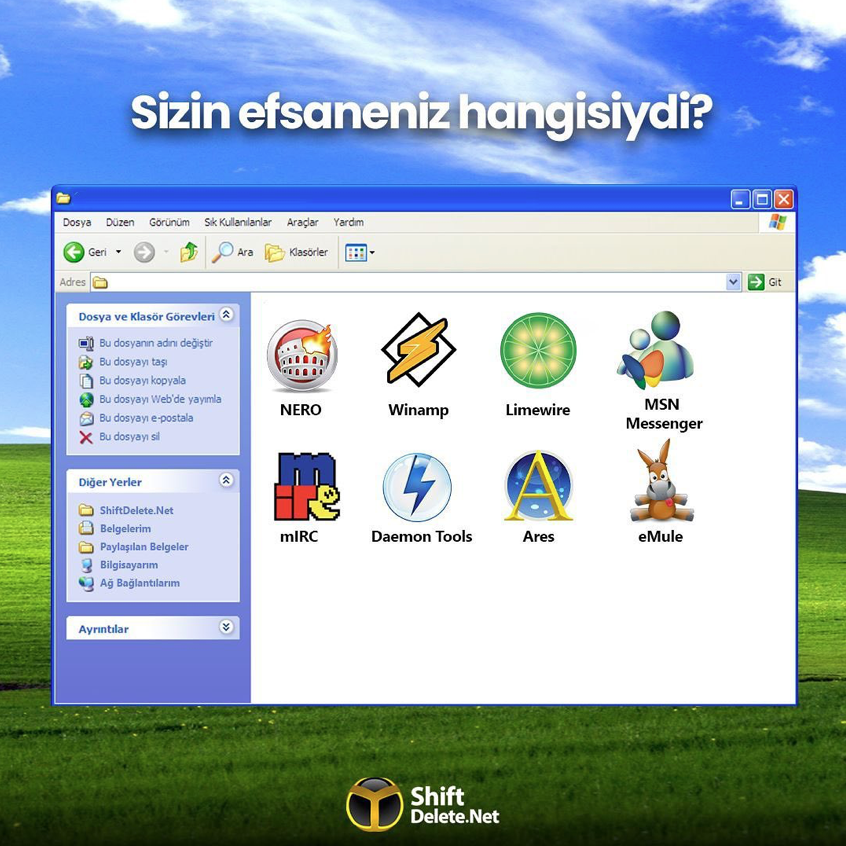 Sizin efsaneniz hangisiydi?
Dosya Düzen Görünüm Sık Kullanılanlar Araçlar Yardım
Geri Ara Klasörler
Adres Git
Dosya ve Klasör Görevleri
Bu dosyanın adını değiştir
Bu dosyayı taşı
Bu dosyayı kopyala
Bu dosyayı Web'de yayımla
Bu dosyayı e-postala
Bu dosyayı sil
Diğer Yerler
ShiftDelete.Net
Belgelerim
Paylaşılan Belgeler
Bilgisayarım
Ağ Bağlantılarım
Ayrıntılar
NERO Winamp Limewire MSN
Messenger
mIRC
mIRC Daemon Tools Ares eMule
Shift
Delete.Net